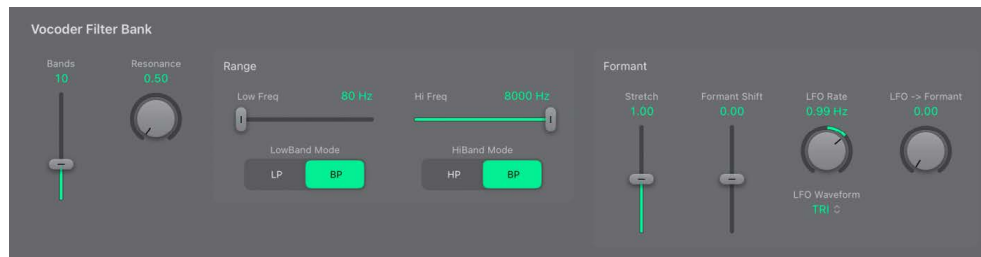 Vocoder Filter Bank
Bands
10
Resonance
0.50
Range
Low Freq 80 Hz
Hi Freq 8000 Hz
LowBand Mode
LP BP
HiBand Mode
HP BP
Formant
Stretch
1.00
Formant Shift
0.00
LFO Rate
0.99 Hz
LFO -> Formant
0.00
LFO Waveform
TRI